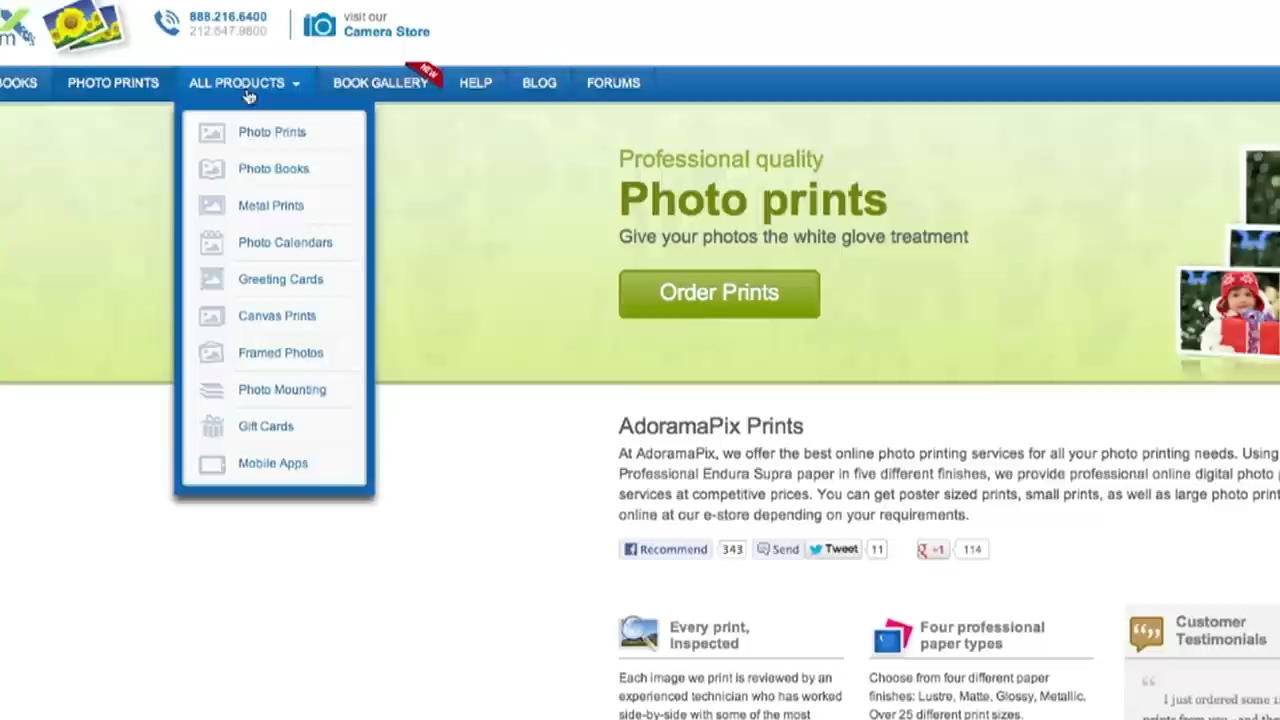 888.216.6400
212.647.9800
visit our
Camera Store
BOOKS
PHOTO PRINTS
ALL PRODUCTS
BOOK GALLERY
NEW
HELP
BLOG
FORUMS
Photo Prints
Photo Books
Metal Prints
Photo Calendars
Greeting Cards
Canvas Prints
Framed Photos
Photo Mounting
Gift Cards
Mobile Apps
Professional quality
Photo prints
Give your photos the white glove treatment
Order Prints
AdoramaPix Prints
At AdoramaPix, we offer the best online photo printing services for all your photo printing needs. Using
Professional Endura Supra paper in five different finishes, we provide professional online digital photo
services at competitive prices. You can get poster sized prints, small prints, as well as large photo print
online at our e-store depending on your requirements.
Recommend 343 Send Tweet 11 +1 114
Every print,
inspected
Each image we print is reviewed by an
experienced technician who has worked
side-by-side with some of the most
Four professional
paper types
Choose from four different paper
finishes: Lustre, Matte, Glossy, Metallic.
Over 25 different print sizes.
Customer
Testimonials
I just ordered some
prints from you